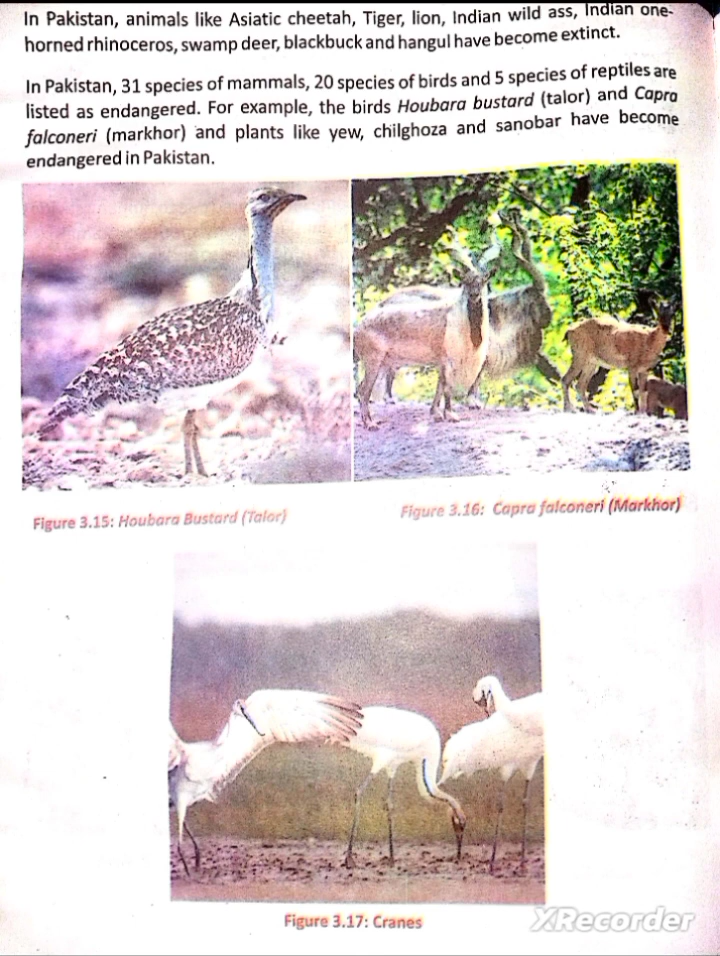 In Pakistan, animals like Asiatic cheetah, Tiger, lion, Indian wild ass, Indian one-
horned rhinoceros, swamp deer, blackbuck and hangul have become extinct.
In Pakistan, 31 species of mammals, 20 species of birds and 5 species of reptiles are
listed as endangered. For example, the birds Houbara bustard (talor) and Capra
falconeri (markhor) and plants like yew, chilghoza and sanobar have become
endangered in Pakistan.
Figure 3.15: Houbara Bustard (Talor)
Figure 3.16: Capra falconeri (Markhor)
Figure 3.17: Cranes
XRecorder